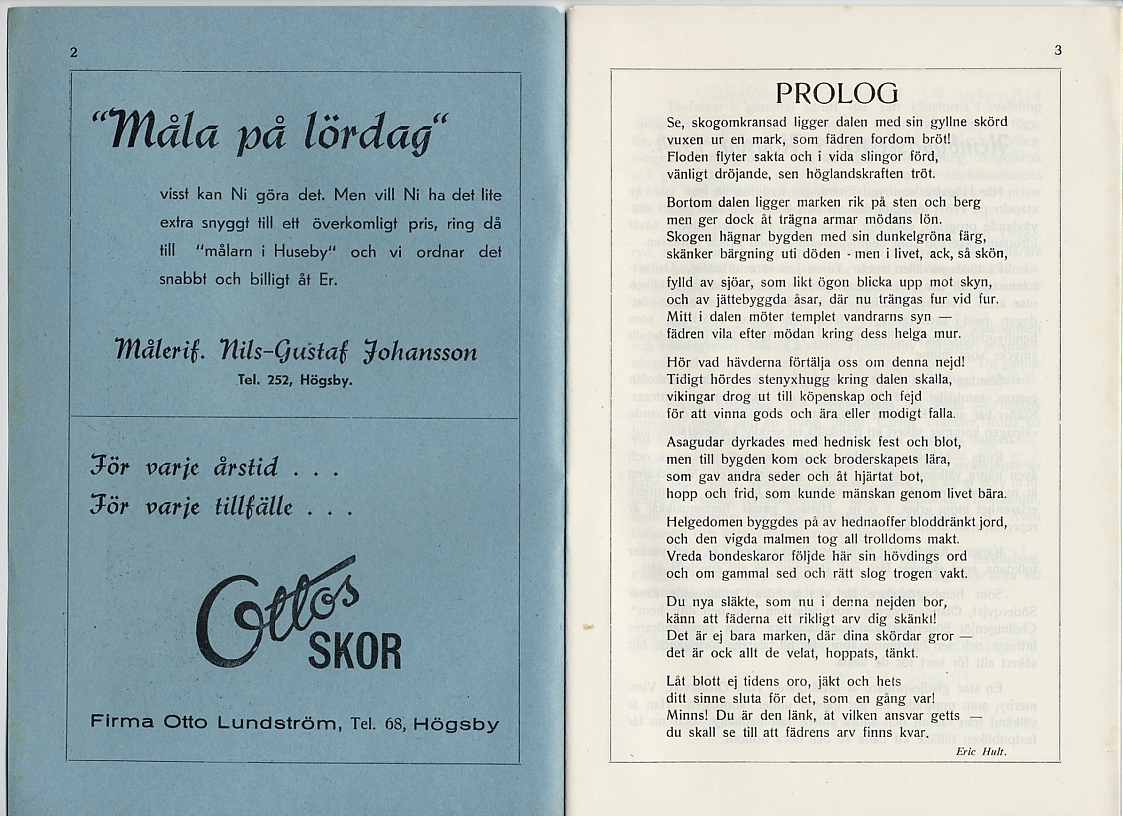 2
“Måla på lördag“
visst kan Ni göra det. Men vill Ni ha det lite
extra snyggt till ett överkomligt pris, ring då
till "målarn i Huseby" och vi ordnar det
snabbt och billigt åt Er.
Målerif. Nils-Gustaf Johansson
Tel. 252, Högsby.
För varje årstid . . .
För varje tillfälle . . .
Ottos
SKOR
Firma Otto Lundström, Tel. 68, Högsby
3
PROLOG
Se, skogomkransad ligger dalen med sin gyllne skörd
vuxen ur en mark, som fädren fordom bröt!
Floden flyter sakta och i vida slingor förd,
vänligt dröjande, sen höglandskraften tröt.
Bortom dalen ligger marken rik på sten och berg
men ger dock åt trägna armar mödans lön.
Skogen hägnar bygden med sin dunkelgröna färg,
skänker bärgning uti döden - men i livet, ack, så skön,
fylld av sjöar, som likt ögon blicka upp mot skyn,
och av jättebyggda åsar, där nu trängas fur vid fur.
Mitt i dalen möter templet vandrarns syn —
fädren vila efter mödan kring dess helga mur.
Hör vad hävderna förtälja oss om denna nejd!
Tidigt hördes stenyxhugg kring dalen skalla,
vikingar drog ut till köpenskap och fejd
för att vinna gods och ära eller modigt falla.
Asagudar dyrkades med hednisk fest och blot,
men till bygden kom ock broderskapets lära,
som gav andra seder och åt hjärtat bot,
hopp och frid, som kunde mänskan genom livet bära.
Helgedomen byggdes på av hednaoffer bloddränkt jord,
och den vigda malmen tog all trolldoms makt.
Vreda bondeskaror följde här sin hövdings ord
och om gammal sed och rätt slog trogen vakt.
Du nya släkte, som nu i denna nejden bor,
känn att fäderna ett rikligt arv dig skänkt!
Det är ej bara marken, där dina skördar gror —
det är ock allt de velat, hoppats, tänkt.
Låt blott ej tidens oro, jäkt och hets
ditt sinne sluta för det, som en gång var!
Minns! Du är den länk, åt vilken ansvar getts —
du skall se till att fädrens arv finns kvar.
Eric Hult.